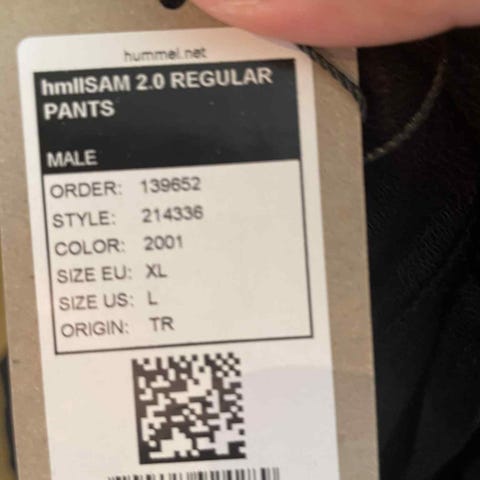 hummel.net
hmlISAM 2.0 REGULAR
PANTS
MALE
ORDER: 139652
STYLE: 214336
COLOR: 2001
SIZE EU: XL
SIZE US: L
ORIGIN: TR